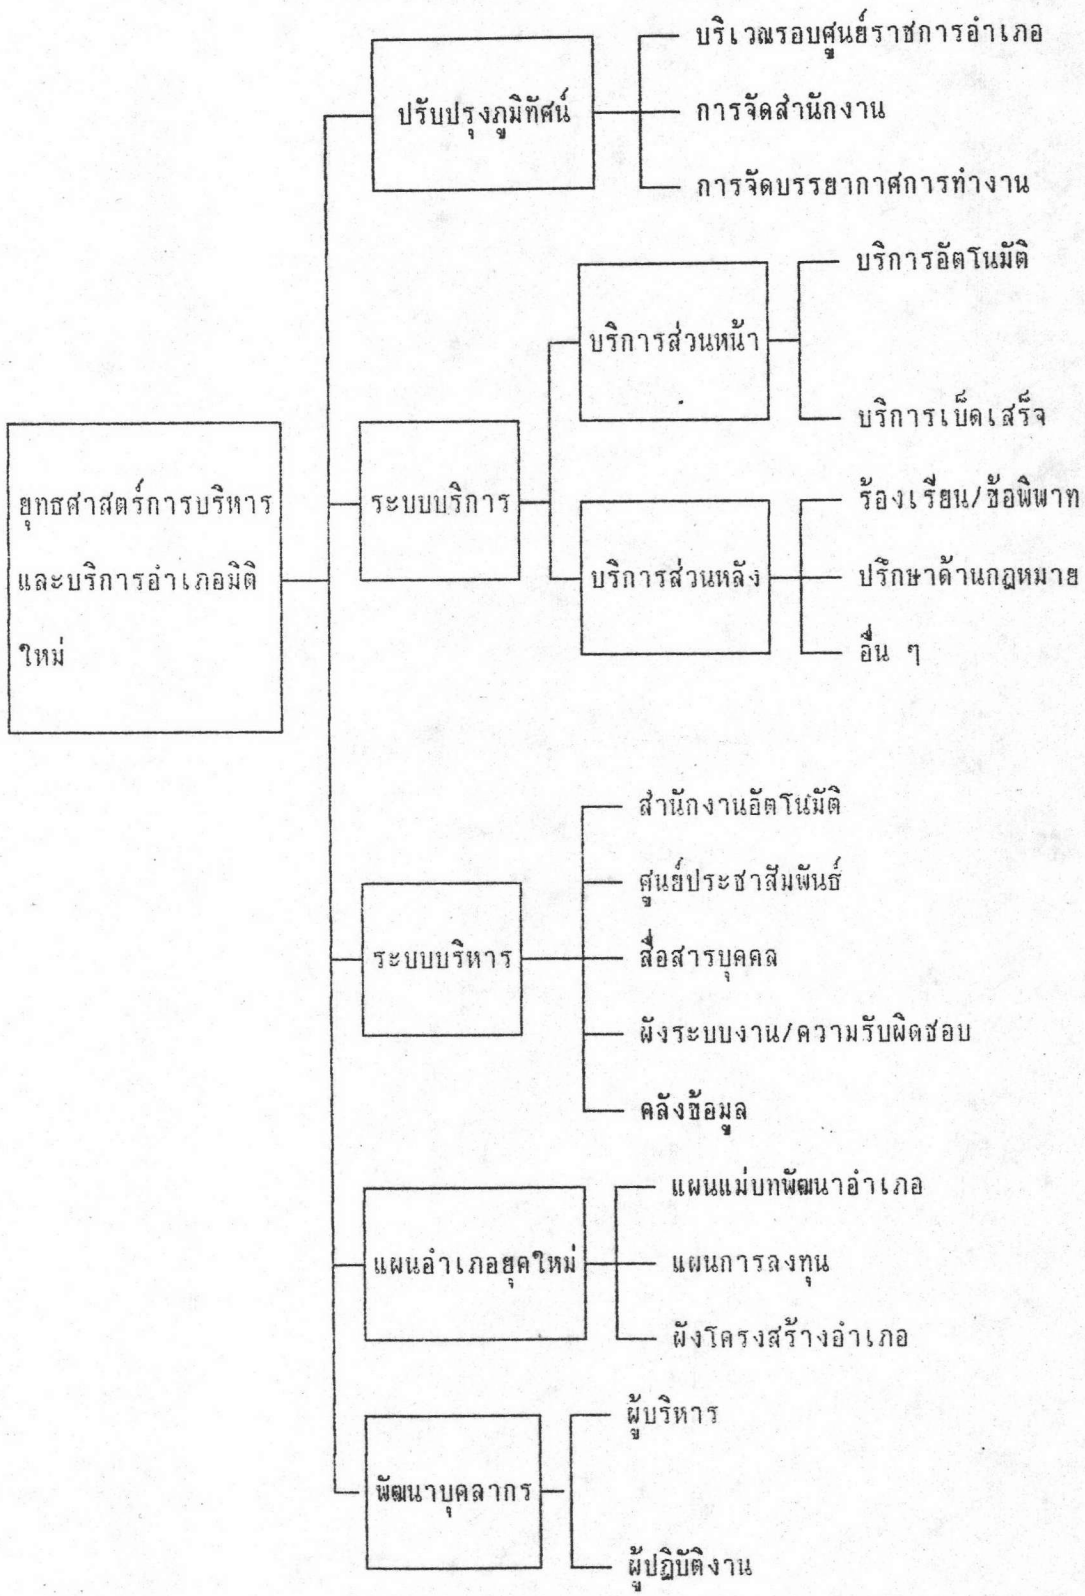 บริเวณรอบศูนย์ราชการอำเภอ
ปรับปรุงภูมิทัศน์
การจัดสำนักงาน
การจัดบรรยากาศการทำงาน
บริการอัตโนมัติ
บริการส่วนหน้า
บริการเบ็ดเสร็จ
ยุทธศาสตร์การบริหาร
และบริการอำเภอมิติ
ใหม่
ระบบบริการ
ร้องเรียน/ข้อพิพาท
บริการส่วนหลัง
ปรึกษาด้านกฎหมาย
อื่น ๆ
สำนักงานอัตโนมัติ
ศูนย์ประชาสัมพันธ์
ระบบบริหาร
สื่อสารบุคคล
ผังระบบงาน/ความรับผิดชอบ
คลังข้อมูล
แผนแม่บทพัฒนาอำเภอ
แผนอำเภอยุคใหม่
แผนการลงทุน
ผังโครงสร้างอำเภอ
ผู้บริหาร
พัฒนาบุคลากร
ผู้ปฏิบัติงาน